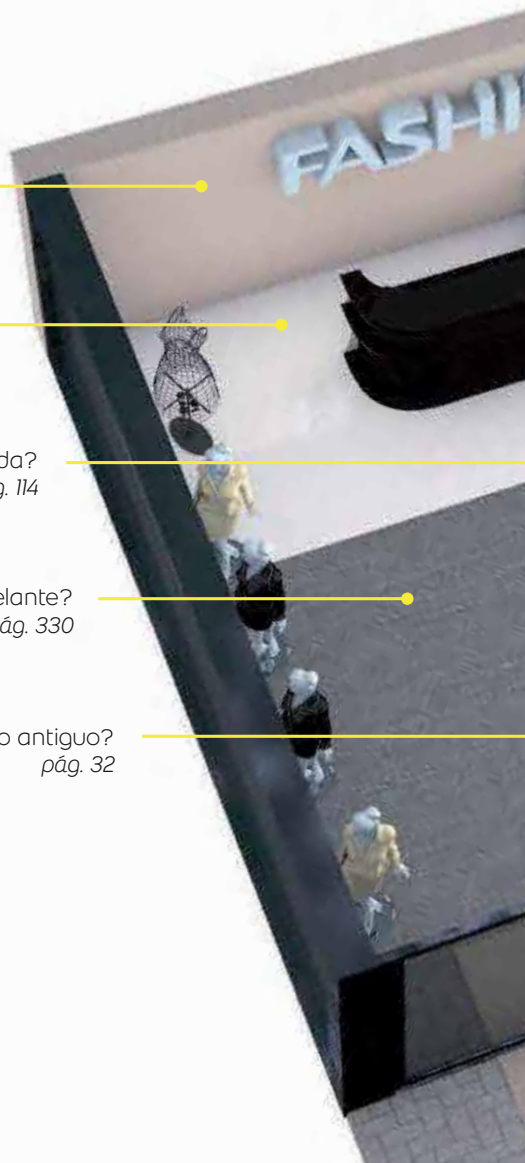 FASHI
da?
g. 114
elante?
ág. 330
o antiguo?
pág. 32